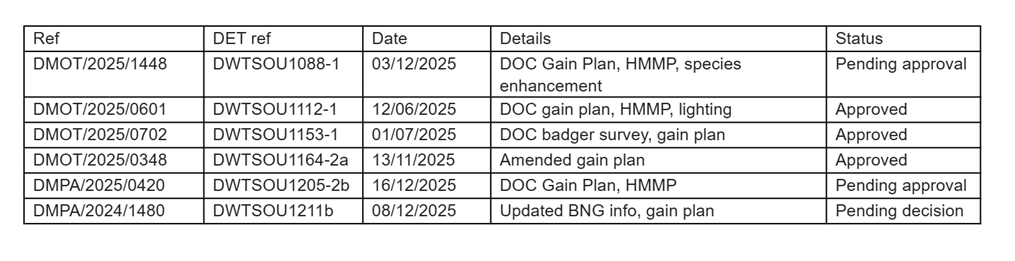 Ref DET ref Date Details Status
DMOT/2025/1448 DWTSOU1088-1 03/12/2025 DOC Gain Plan, HMMP, species Pending approval
enhancement
DMOT/2025/0601 DWTSOU1112-1 12/06/2025 DOC gain plan, HMMP, lighting Approved
DMOT/2025/0702 DWTSOU1153-1 01/07/2025 DOC badger survey, gain plan Approved
DMOT/2025/0348 DWTSOU1164-2a 13/11/2025 Amended gain plan Approved
DMPA/2025/0420 DWTSOU1205-2b 16/12/2025 DOC Gain Plan, HMMP Pending approval
DMPA/2024/1480 DWTSOU1211b 08/12/2025 Updated BNG info, gain plan Pending decision